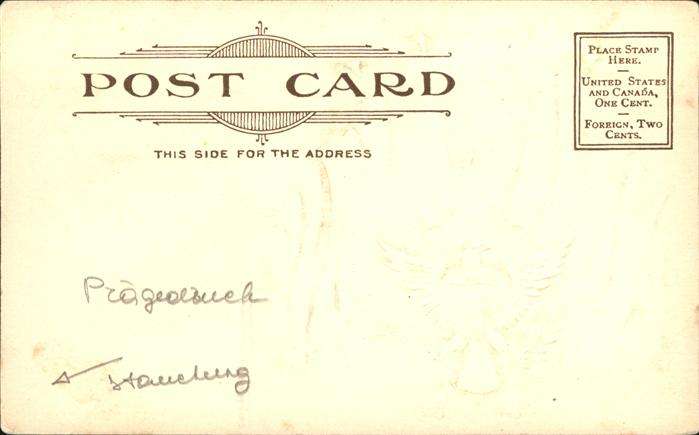 POST CARD
THIS SIDE FOR THE ADDRESS
PLACE STAMP
HERE.
UNITED STATES
AND CANADA,
ONE CENT.
FOREIGN, TWO
CENTS.
Prägedruck